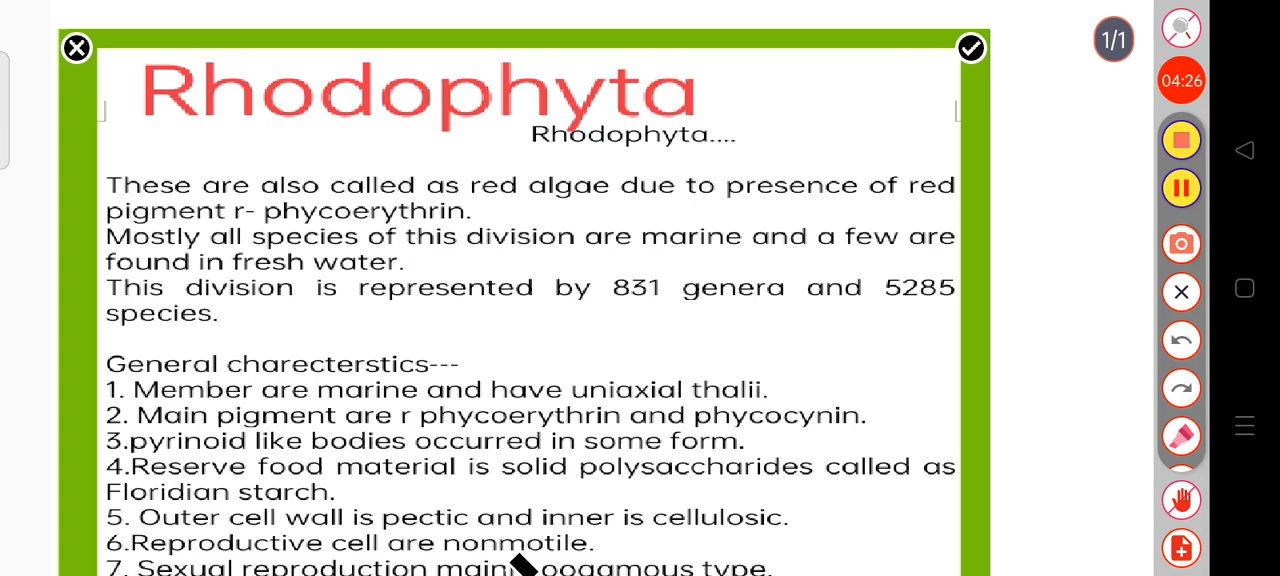 1/1
04:26
Rhodophyta
Rhodophyta....
These are also called as red algae due to presence of red
pigment r- phycoerythrin.
Mostly all species of this division are marine and a few are
found in fresh water.
This division is represented by 831 genera and 5285
species.
General charecterstics---
1. Member are marine and have uniaxial thalii.
2. Main pigment are r phycoerythrin and phycocynin.
3.pyrinoid like bodies occurred in some form.
4.Reserve food material is solid polysaccharides called as
Floridian starch.
5. Outer cell wall is pectic and inner is cellulosic.
6.Reproductive cell are nonmotile.
7. Sexual reproduction oogamous type.